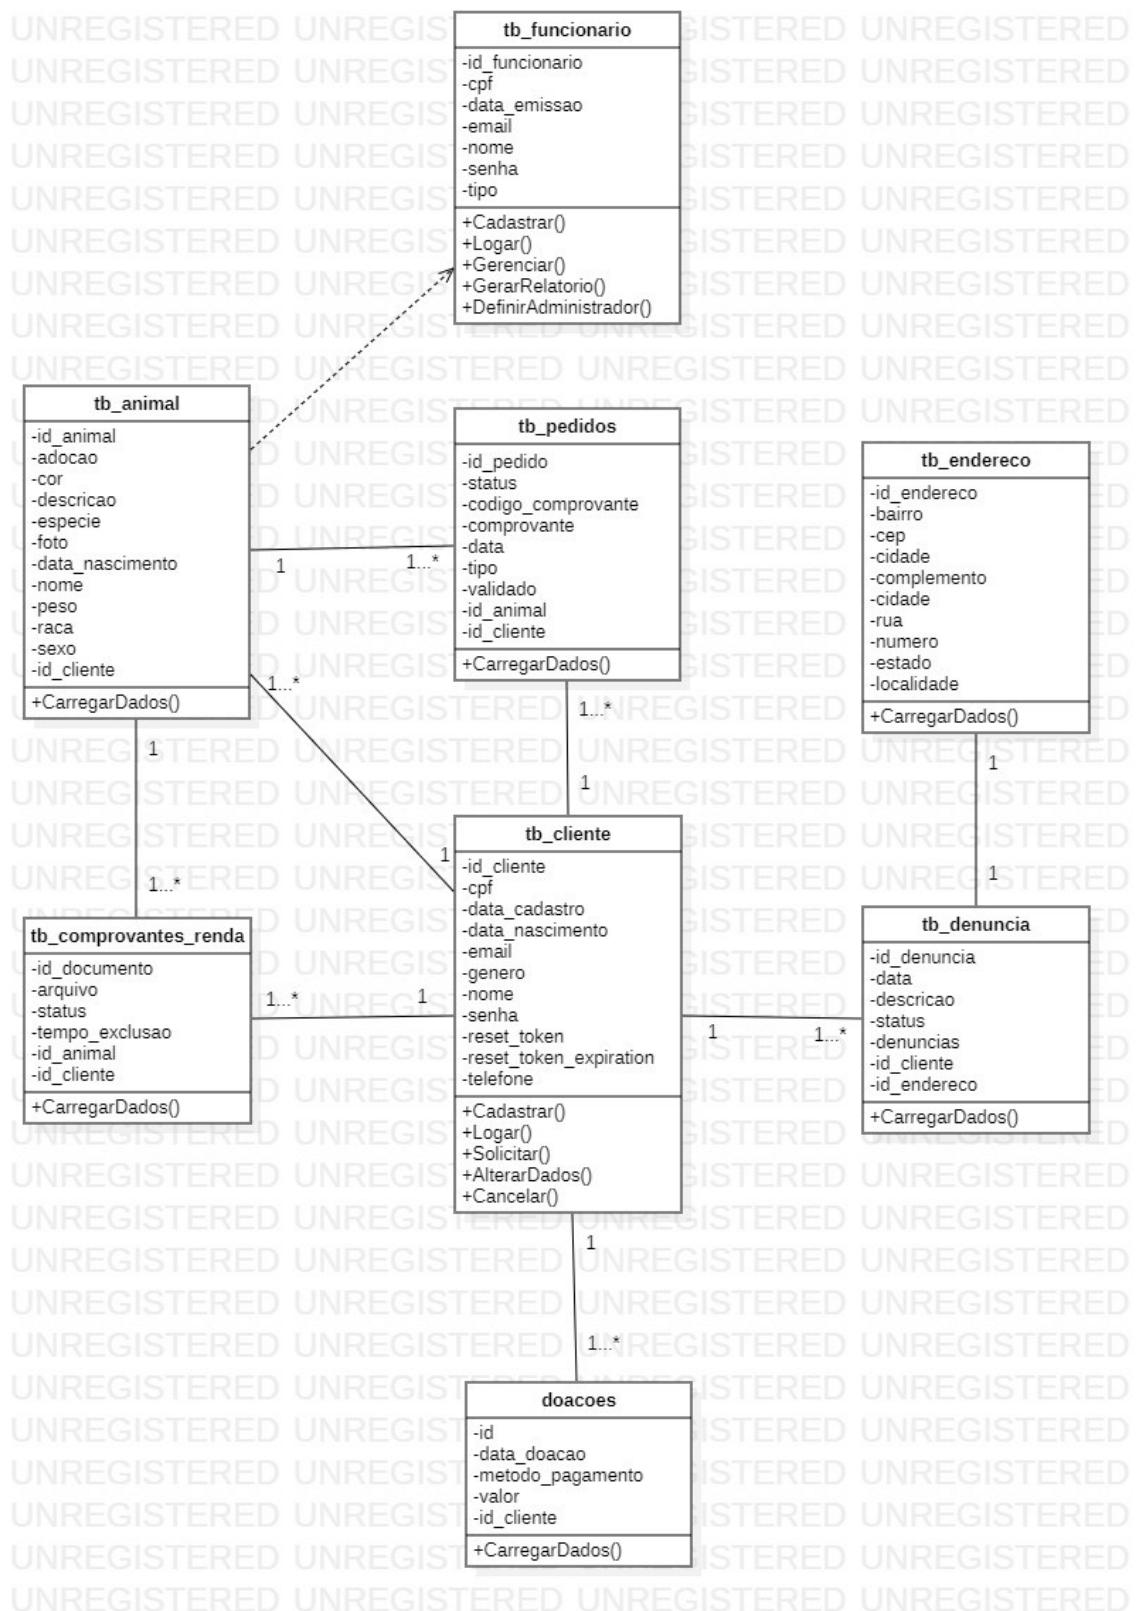 tb_funcionario
-id_funcionario
-cpf
-data_emissao
-email
-nome
-senha
-tipo
+Cadastrar()
+Logar()
+Gerenciar()
+GerarRelatorio()
+DefinirAdministrador()
tb_animal
-id_animal
-adocao
-cor
-descricao
-especie
-foto
-data_nascimento
-nome
-peso
-raca
-sexo
-id_cliente
+CarregarDados()
tb_pedidos
-id_pedido
-status
-codigo_comprovante
-comprovante
-data
-tipo
-validado
-id_animal
-id_cliente
+CarregarDados()
tb_endereco
-id_endereco
-bairro
-cep
-cidade
-complemento
-cidade
-rua
-numero
-estado
-localidade
+CarregarDados()
1
1...*
1...*
1
1...*
1
1
1...*
1
1
tb_comprovantes_renda
-id_documento
-arquivo
-status
-tempo_exclusao
-id_animal
-id_cliente
+CarregarDados()
1...*
1
tb_cliente
-id_cliente
-cpf
-data_cadastro
-data_nascimento
-email
-genero
-nome
-senha
-reset_token
-reset_token_expiration
-telefone
+Cadastrar()
+Logar()
+Solicitar()
+AlterarDados()
+Cancelar()
1
1...*
tb_denuncia
-id_denuncia
-data
-descricao
-status
-denuncias
-id_cliente
-id_endereco
+CarregarDados()
1
1...*
doacoes
-id
-data_doacao
-metodo_pagamento
-valor
-id_cliente
+CarregarDados()
UNREGISTERED